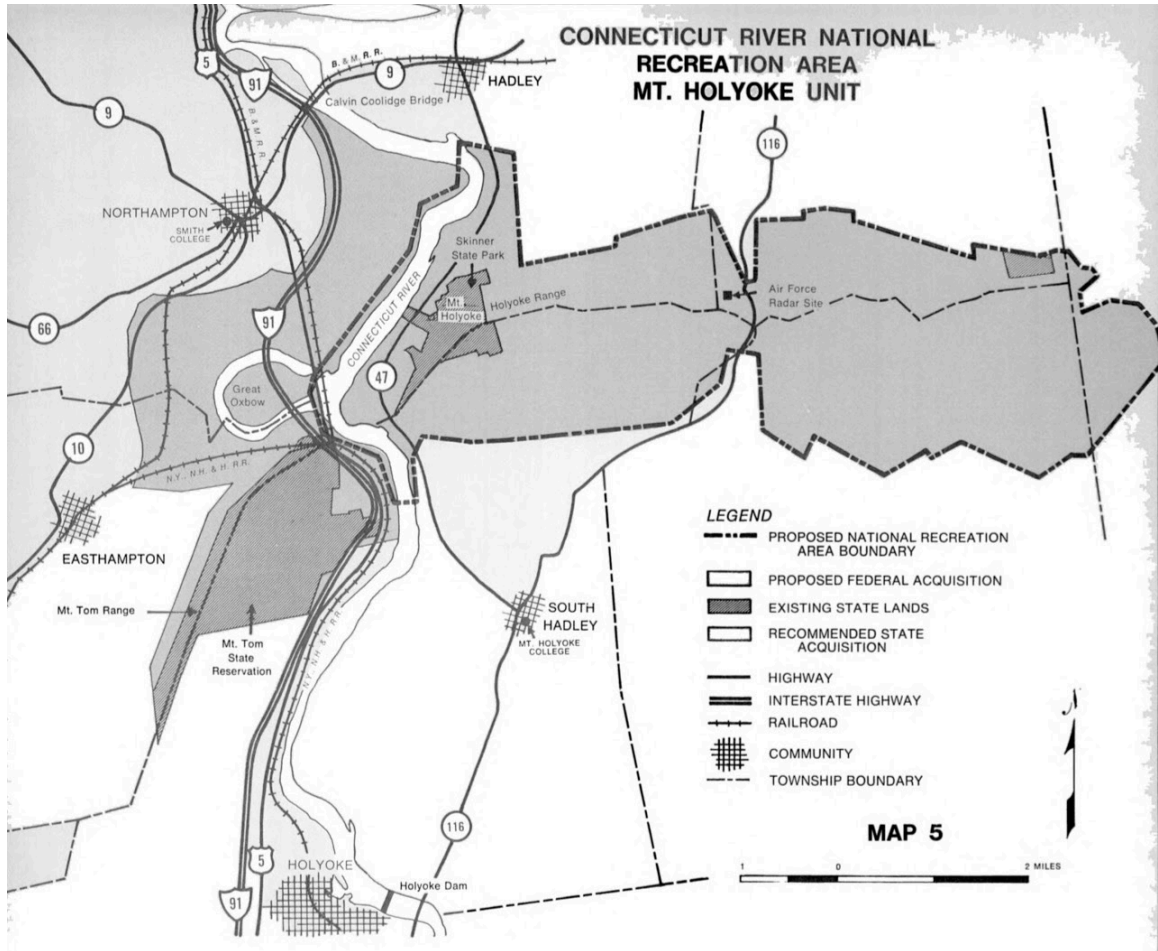 CONNECTICUT RIVER NATIONAL
RECREATION AREA
MT. HOLYOKE UNIT
5
91
B. & M. R. R.
9
HADLEY
Calvin Coolidge Bridge
9
B. & M. R. R.
116
NORTHAMPTON
SMITH
COLLEGE
Skinner
State Park
CONNECTICUT RIVER
Mt.
Holyoke
Holyoke Range
Air Force
Radar Site
66
91
47
Great
Oxbow
10
N.Y., N.H. & H. RR.
EASTHAMPTON
Mt. Tom Range
Mt. Tom
State
Reservation
N.Y., N.H. & H. RR.
SOUTH
HADLEY
MT. HOLYOKE
COLLEGE
LEGEND
PROPOSED NATIONAL RECREATION
AREA BOUNDARY
PROPOSED FEDERAL ACQUISITION
EXISTING STATE LANDS
RECOMMENDED STATE
ACQUISITION
HIGHWAY
INTERSTATE HIGHWAY
RAILROAD
COMMUNITY
TOWNSHIP BOUNDARY
N
MAP 5
1 0 2 MILES
116
5
HOLYOKE
Holyoke Dam
91